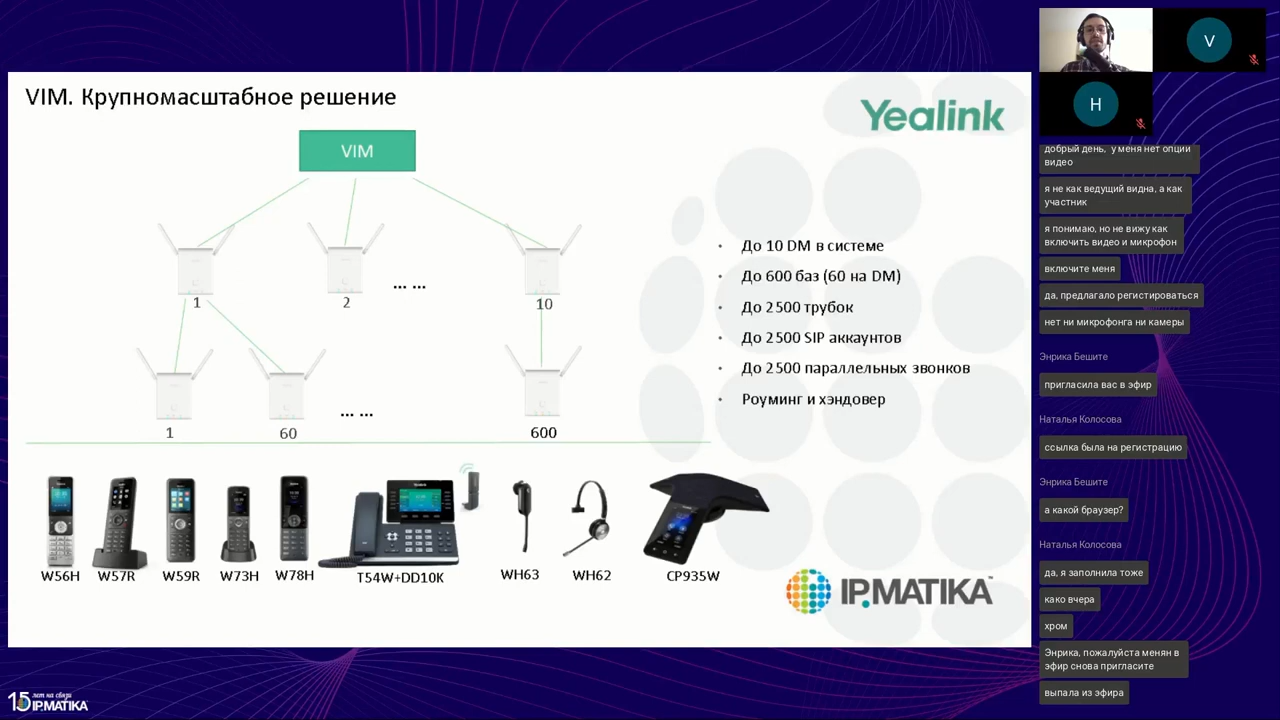 VIM. Крупномасштабное решение
Yealink
VIM
1
2
... ...
10
1
60
... ...
600
До 10 DM в системе
До 600 баз (60 на DM)
До 2500 трубок
До 2500 SIP аккаунтов
До 2500 параллельных звонков
Роуминг и хэндовер
W56H
W57R
W59R
W73H
W78H
T54W+DD10K
WH63
WH62
CP935W
IP.MATIKA
15 лет на связи
IP.MATIKA
V
H
добрый день, у меня нет опции
видео
я не как ведущий видна, а как
участник
я понимаю, но не вижу как
включить видео и микрофон
включите меня
да, предлагало регистироваться
нет ни микрофонга ни камеры
Энрика Бешите
пригласила вас в эфир
Наталья Колосова
ссылка была на регистрацию
Энрика Бешите
а какой браузер?
Наталья Колосова
да, я заполнила тоже
како вчера
хром
Энрика, пожалуйста менян в
эфир снова пригласите
выпала из эфира